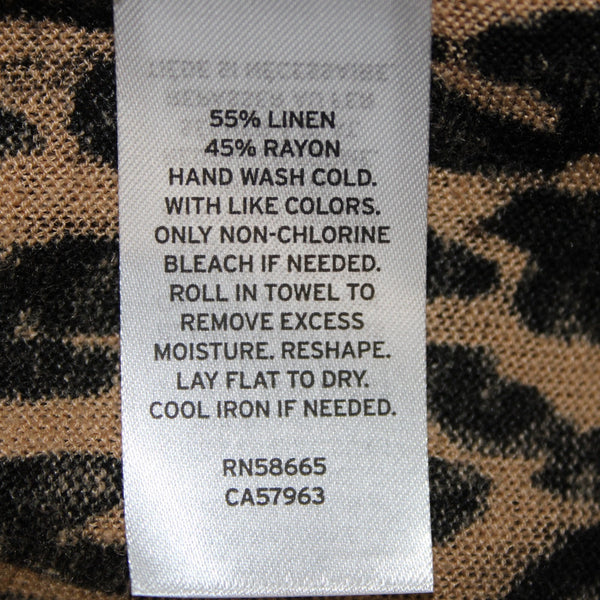 55% LINEN
45% RAYON
HAND WASH COLD.
WITH LIKE COLORS.
ONLY NON-CHLORINE
BLEACH IF NEEDED.
ROLL IN TOWEL TO
REMOVE EXCESS
MOISTURE. RESHAPE.
LAY FLAT TO DRY.
COOL IRON IF NEEDED.
RN58665
CA57963